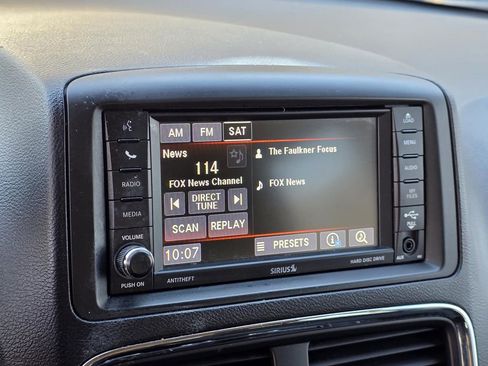 AM FM SAT
LOAD
News
The Faulkner Focus
MENU
114
RADIO
FOX News Channel
FOX News
AUDIO
DIRECT
TUNE
MY
FILES
MEDIA
SCAN REPLAY
VOLUME
10:07
PRESETS
PULL
PUSH ON
ANTITHEFT
SIRIUS
HARD DISC DRIVE
AUX